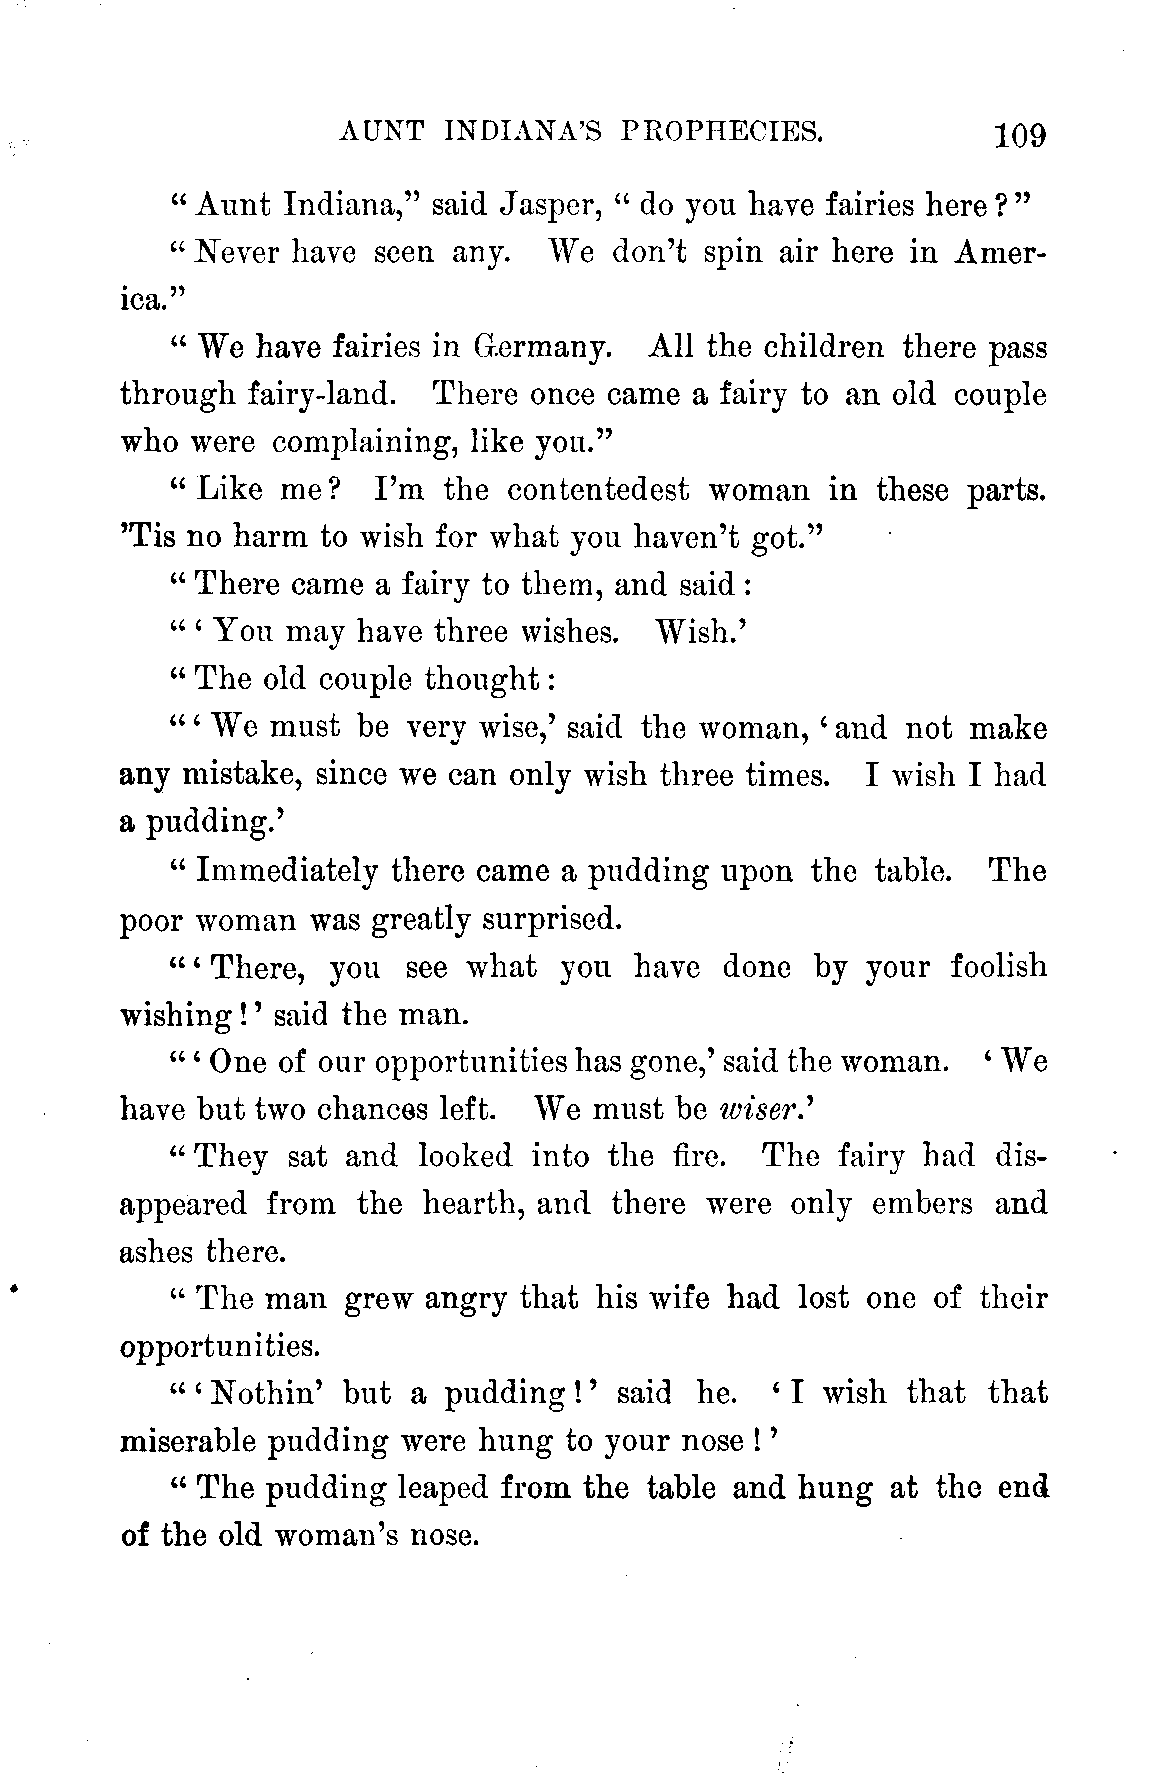 AUNT INDIANA'S PROPHECIES. 109
“ Aunt Indiana,” said Jasper, “ do you have fairies here ? ”
“ Never have seen any. We don't spin air here in Amer-
ica.”
“ We have fairies in Germany. All the children there pass
through fairy-land. There once came a fairy to an old couple
who were complaining, like you.”
“ Like me ? I'm the contentedest woman in these parts.
'Tis no harm to wish for what you haven't got.”
“ There came a fairy to them, and said :
“ ‘ You may have three wishes. Wish.’
“ The old couple thought :
“ ‘ We must be very wise,’ said the woman, ‘ and not make
any mistake, since we can only wish three times. I wish I had
a pudding.’
“ Immediately there came a pudding upon the table. The
poor woman was greatly surprised.
“ ‘ There, you see what you have done by your foolish
wishing ! ’ said the man.
“ ‘ One of our opportunities has gone,’ said the woman. ‘ We
have but two chances left. We must be wiser.’
“ They sat and looked into the fire. The fairy had dis-
appeared from the hearth, and there were only embers and
ashes there.
“ The man grew angry that his wife had lost one of their
opportunities.
“ ‘ Nothin' but a pudding ! ’ said he. ‘ I wish that that
miserable pudding were hung to your nose ! ’
“ The pudding leaped from the table and hung at the end
of the old woman's nose.